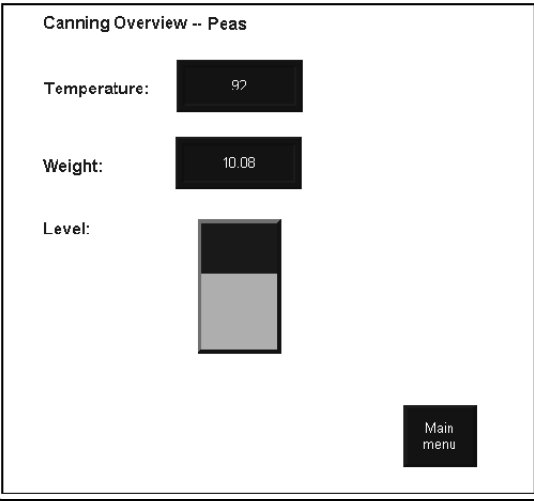 Canning Overview -- Peas
Temperature:
92
Weight:
10.08
Level:
Main
menu